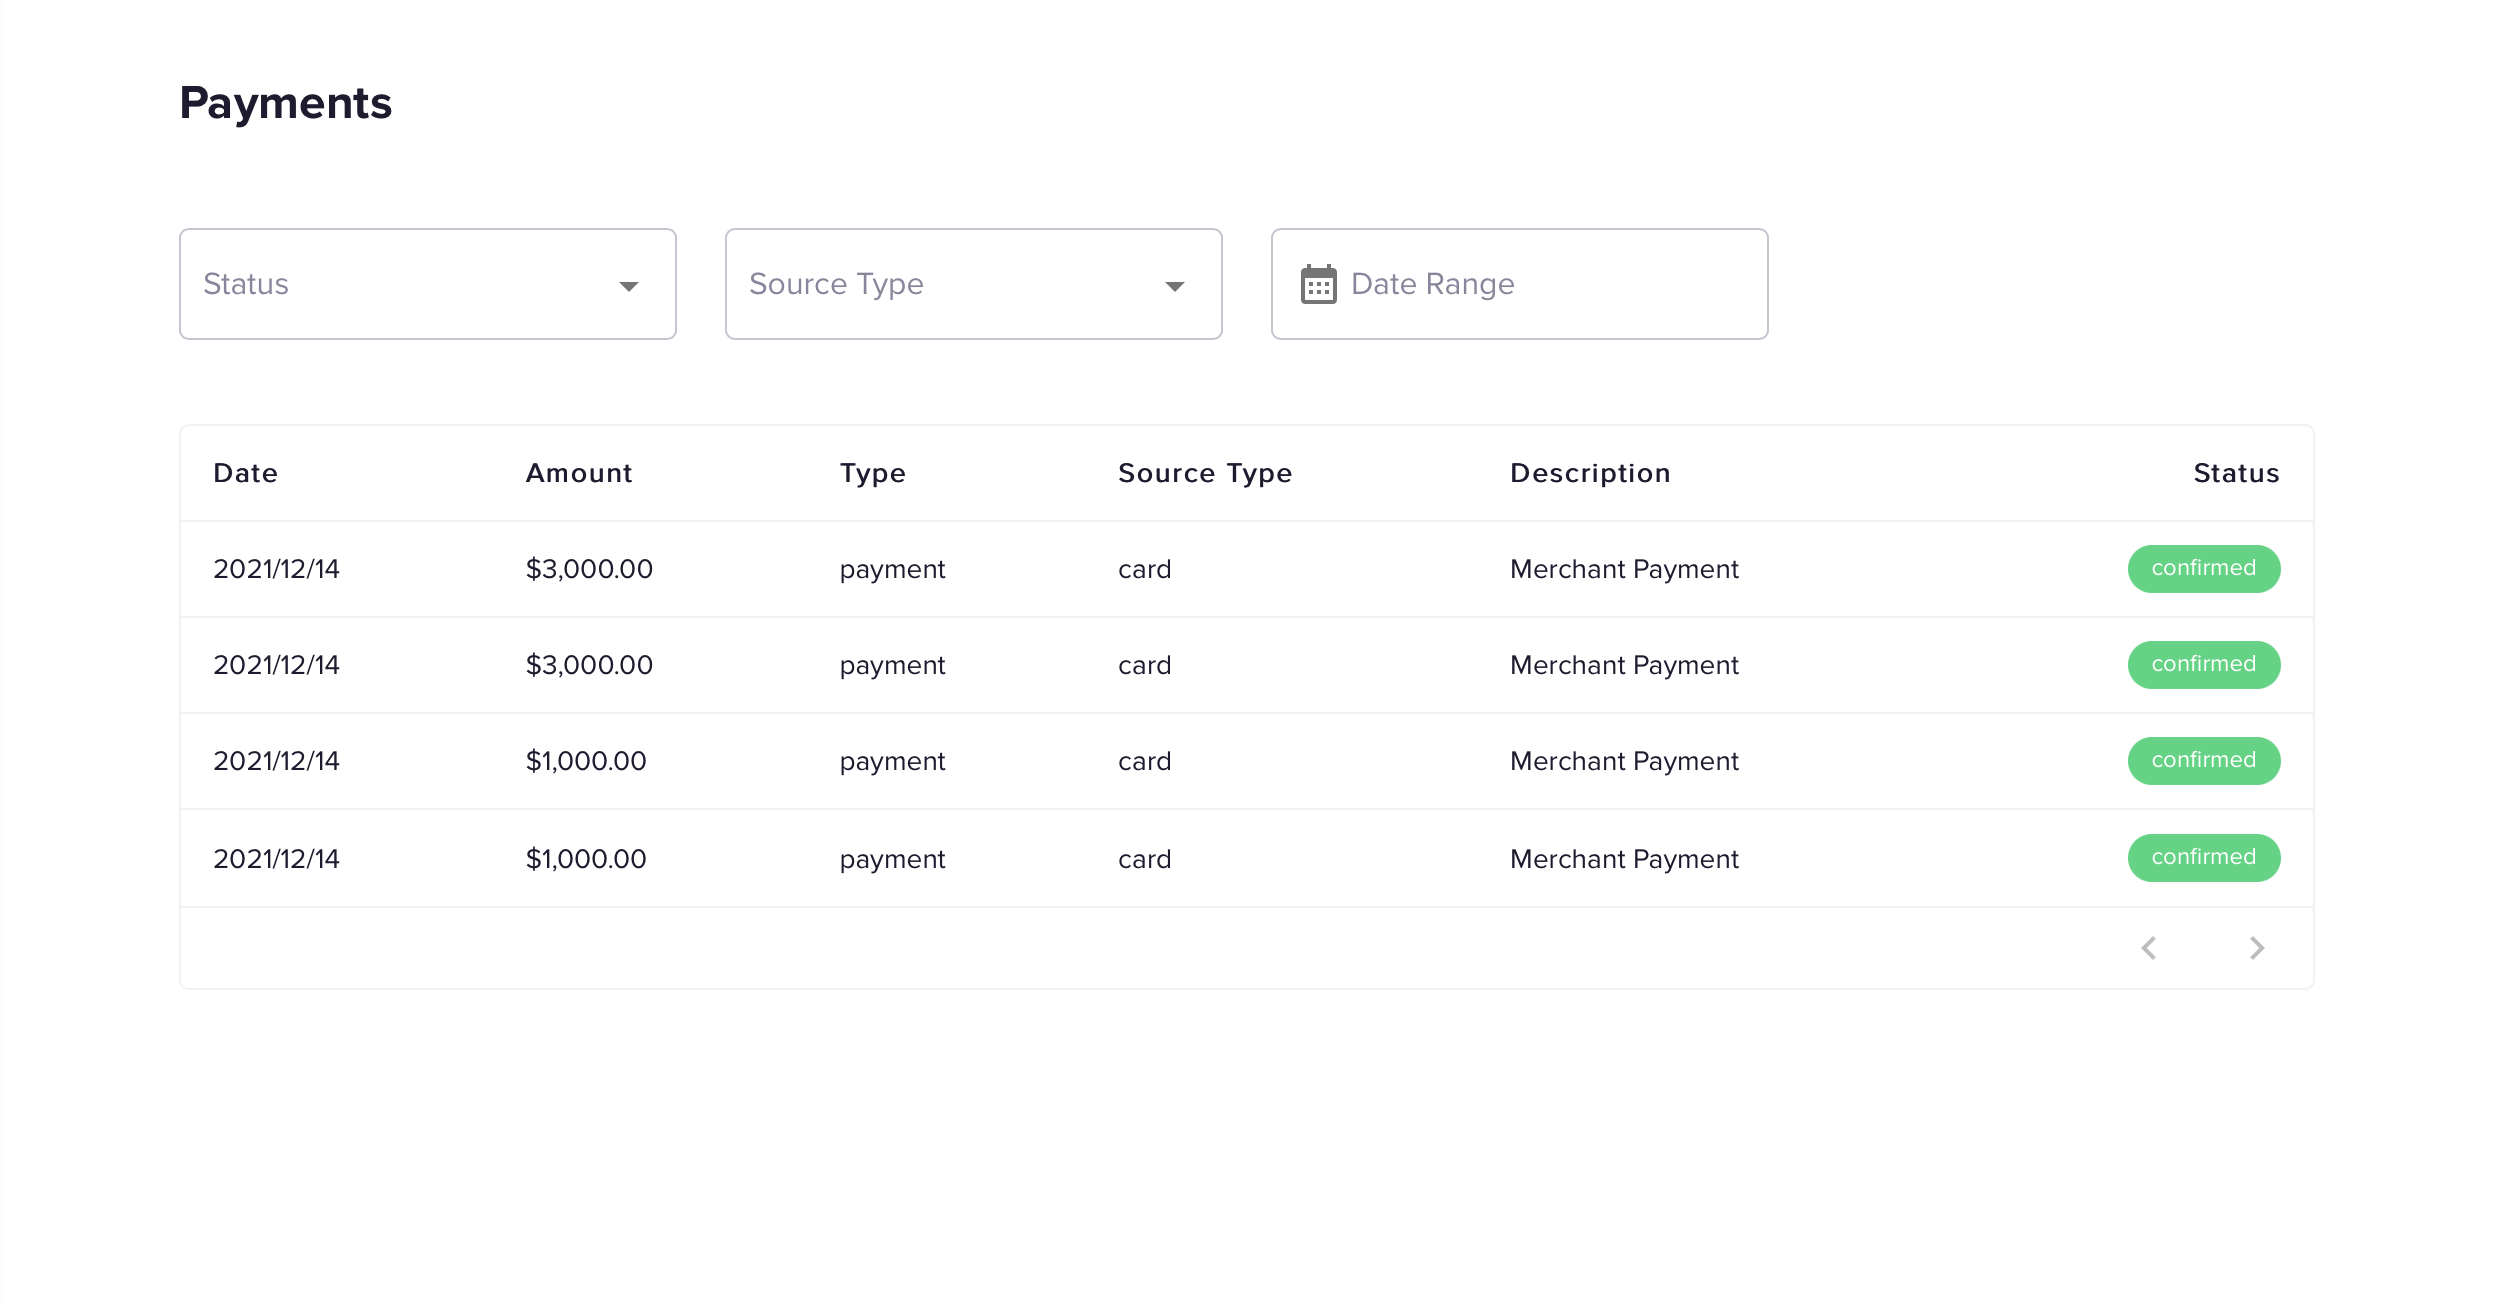 Payments
Status
Source Type
Date Range
Date Amount Type Source Type Description Status
2021/12/14 $3,000.00 payment card Merchant Payment confirmed
2021/12/14 $3,000.00 payment card Merchant Payment confirmed
2021/12/14 $1,000.00 payment card Merchant Payment confirmed
2021/12/14 $1,000.00 payment card Merchant Payment confirmed